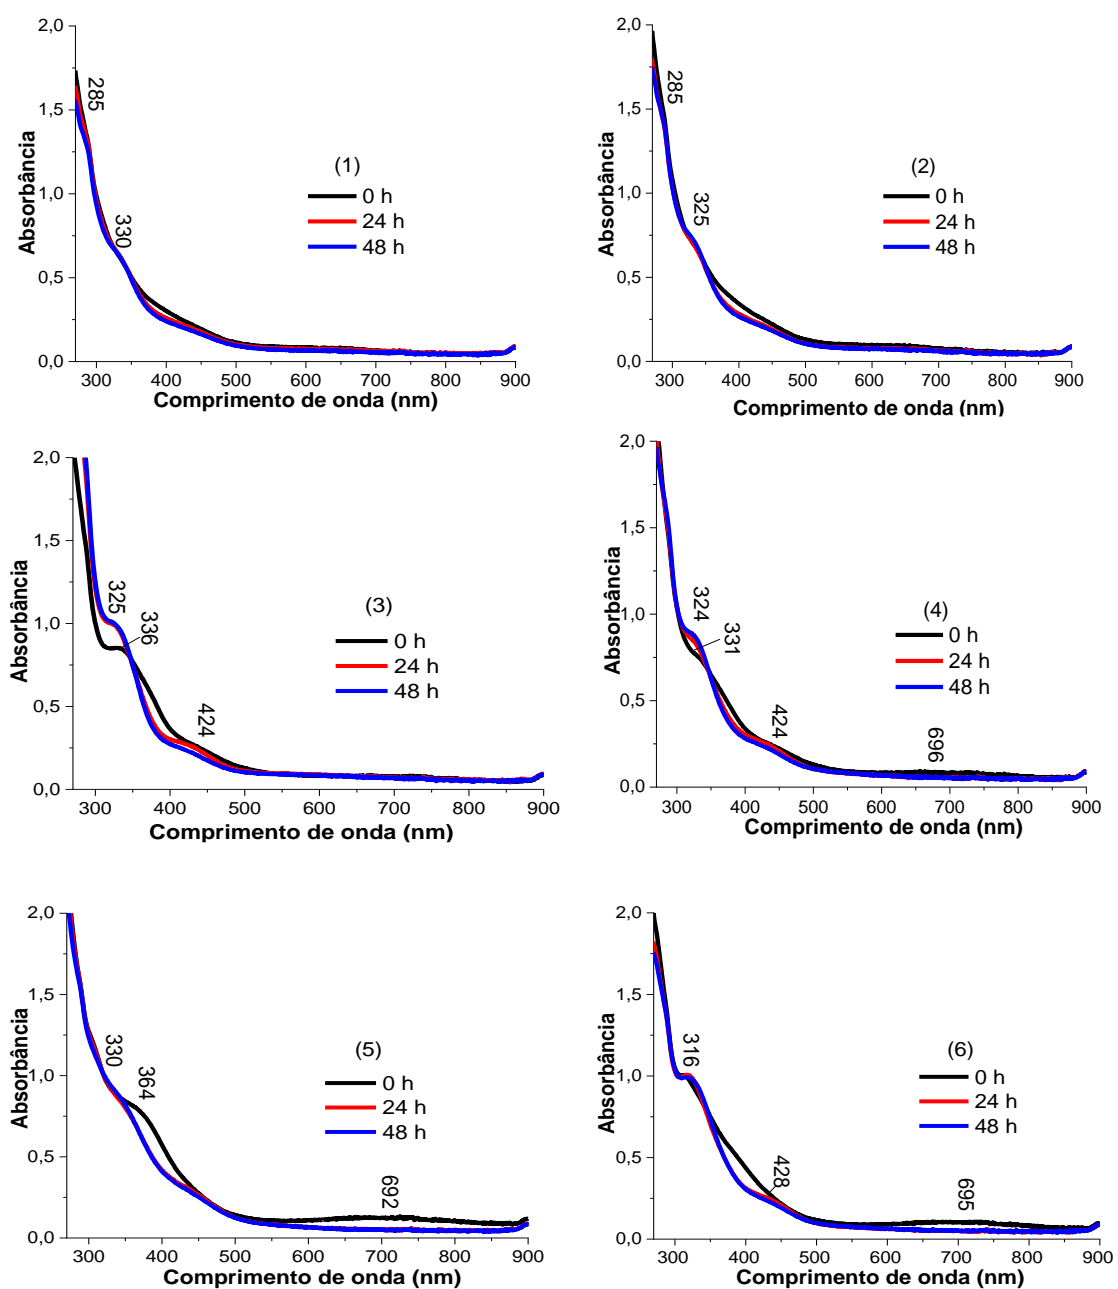 2,0
1,5
1,0
0,5
0,0
Absorbância
285
330
(1)
0 h
24 h
48 h
300 400 500 600 700 800 900
Comprimento de onda (nm)
2,0
1,5
1,0
0,5
0,0
Absorbância
285
325
(2)
0 h
24 h
48 h
300 400 500 600 700 800 900
Comprimento de onda (nm)
2,0
1,5
1,0
0,5
0,0
Absorbância
325
336
424
(3)
0 h
24 h
48 h
300 400 500 600 700 800 900
Comprimento de onda (nm)
2,0
1,5
1,0
0,5
0,0
Absorbância
324
331
424
696
(4)
0 h
24 h
48 h
300 400 500 600 700 800 900
Comprimento de onda (nm)
2,0
1,5
1,0
0,5
0,0
Absorbância
330
364
692
(5)
0 h
24 h
48 h
300 400 500 600 700 800 900
Comprimento de onda (nm)
2,0
1,5
1,0
0,5
0,0
Absorbância
316
428
695
(6)
0 h
24 h
48 h
300 400 500 600 700 800 900
Comprimento de onda (nm)